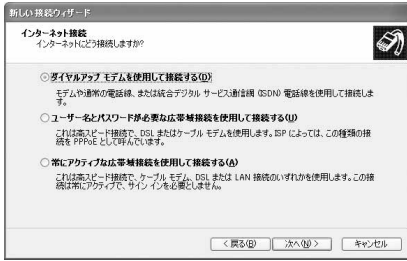 新しい接続ウィザード
インターネット接続
インターネットにどう接続しますか?
ダイヤルアップ モデムを使用して接続する(D)
モデムや通常の電話線、または統合デジタル サービス通信網 (ISDN) 電話線を使用して接続しま
す。
ユーザー名とパスワードが必要な広帯域接続を使用して接続する(U)
これは高スピード接続で、DSL またはケーブル モデムを使用します。ISP によっては、この種類の接
続を PPPoE として呼んでいます。
常にアクティブな広帯域接続を使用して接続する(A)
これは高スピード接続で、ケーブル モデム、DSL または LAN 接続のいずれかを使用します。この接
続は常にアクティブで、サイン インを必要としません。
< 戻る(B)
次へ(N) >
キャンセル